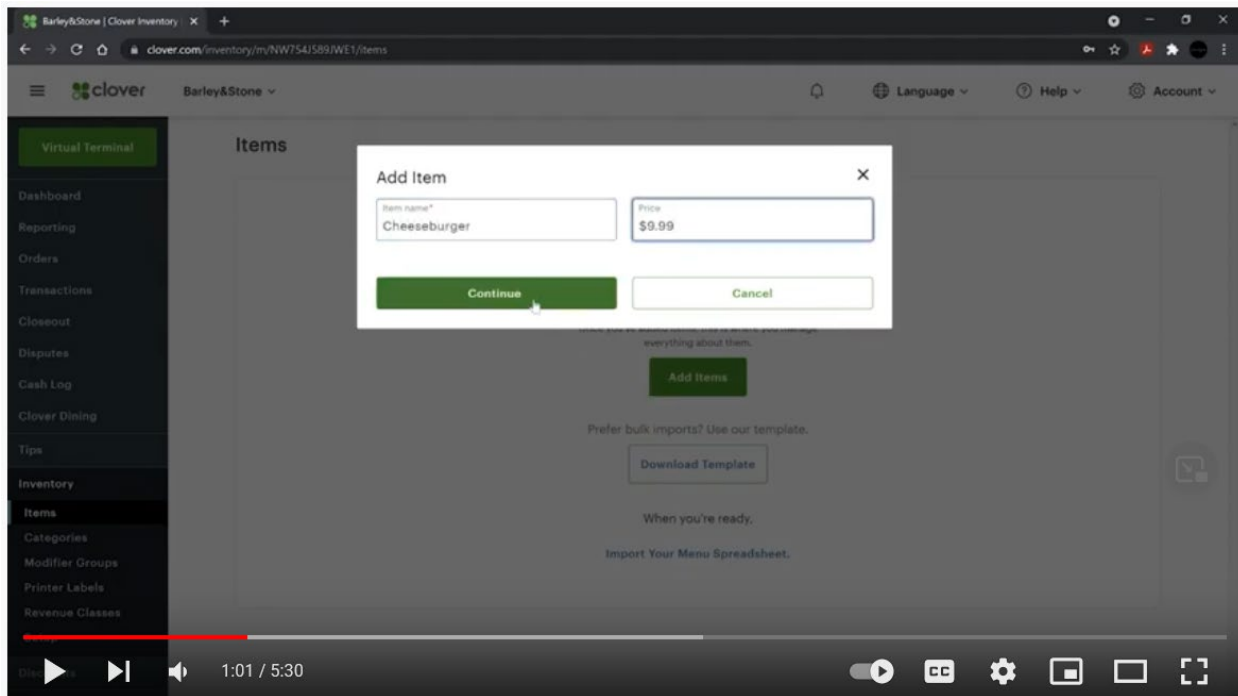 Barley&Stone | Clover Inventory
clover.com/inventory/m/NW754J589JWE1/items
clover
Barley&Stone
Language
Help
Account
Virtual Terminal
Items
Add Item
Item name*
Cheeseburger
Price
$9.99
Continue
Cancel
everything about them.
Add Items
Prefer bulk imports? Use our template.
Download Template
When you're ready,
Import Your Menu Spreadsheet.
Dashboard
Reporting
Orders
Transactions
Closeout
Disputes
Cash Log
Clover Dining
Tips
Inventory
Items
Categories
Modifier Groups
Printer Labels
Revenue Classes
1:01 / 5:30
CC